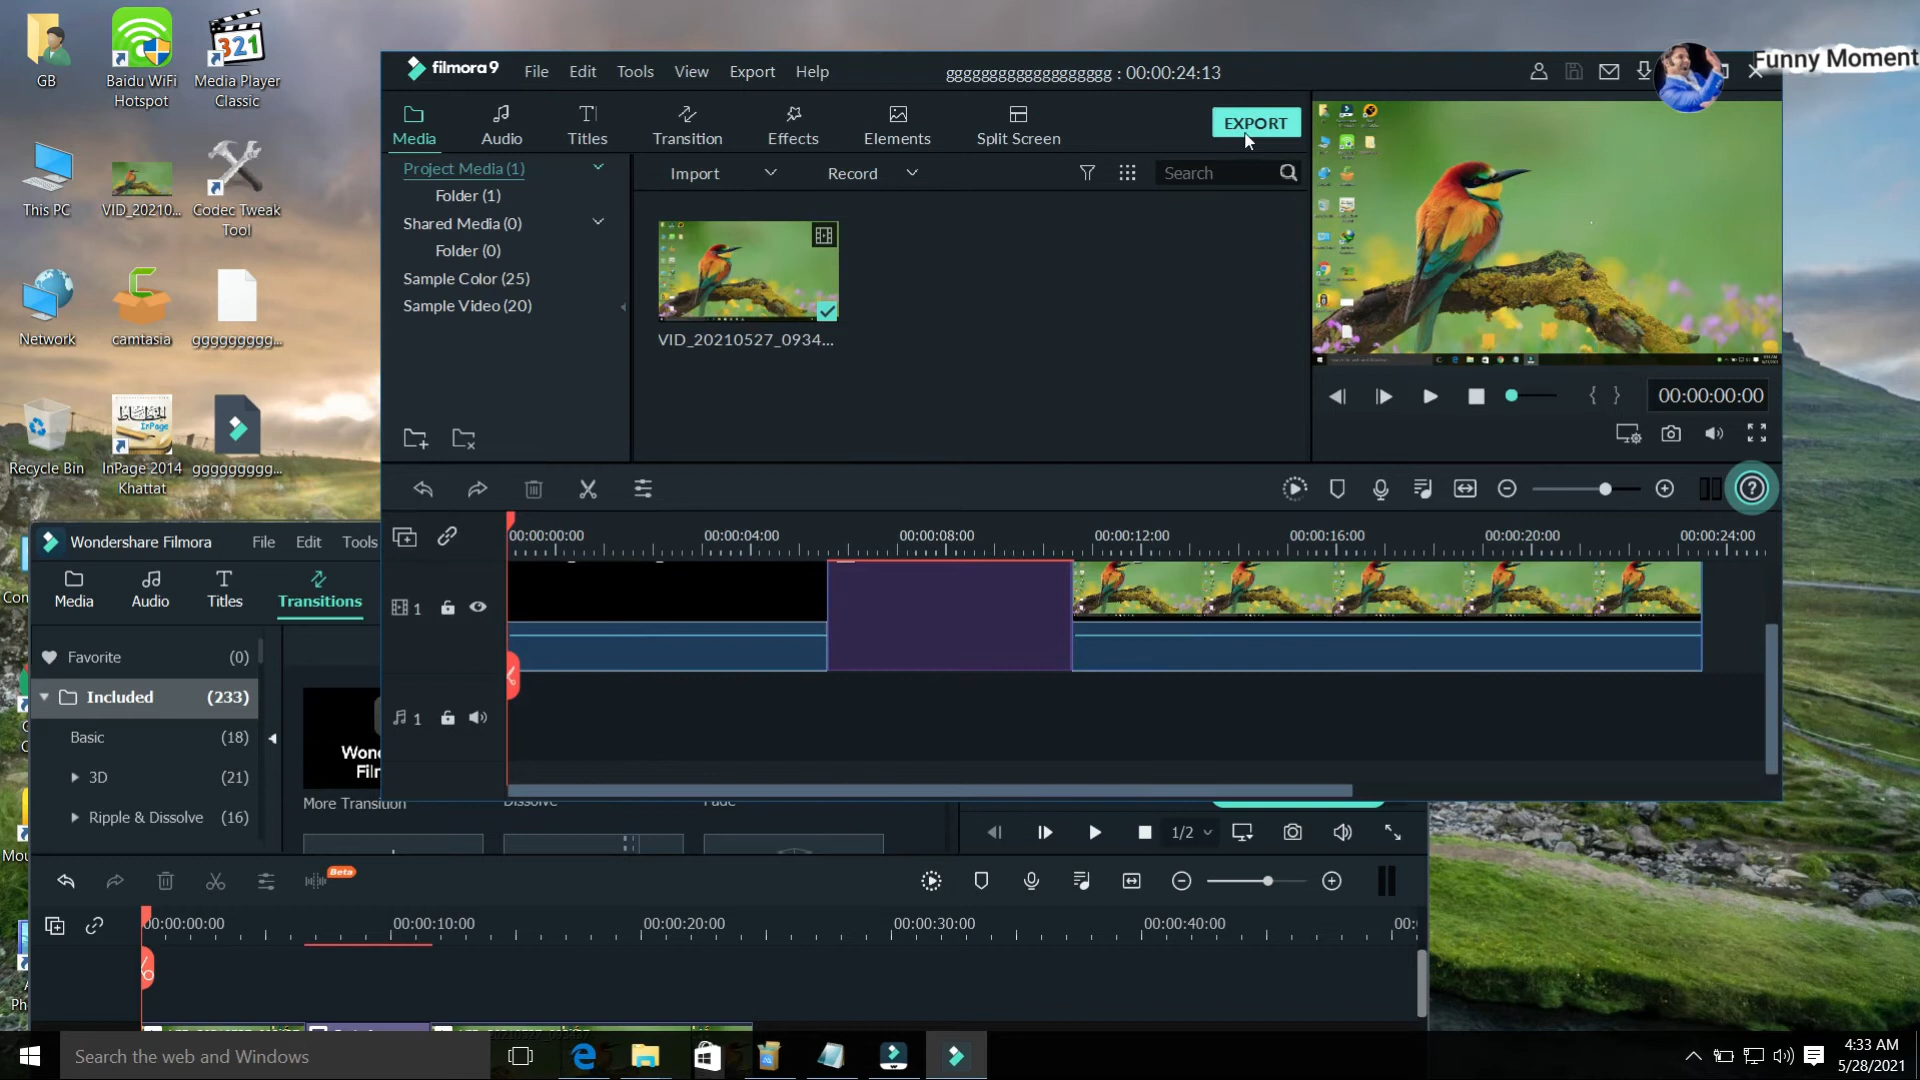 GB
Baidu WiFi
Hotspot
321
Media Player
Classic
This PC
VID_20210...
Codec Tweak
Tool
Network
camtasia
ggggggggg...
Recycle Bin
InPage
InPage 2014
Khattat
ggggggggg...
filmora9
File
Edit
Tools
View
Export
Help
ggggggggggggggggggg : 00:00:24:13
Funny Moment
Media
Audio
Titles
Transition
Effects
Elements
Split Screen
EXPORT
Project Media (1)
Folder (1)
Shared Media (0)
Folder (0)
Sample Color (25)
Sample Video (20)
Import
Record
Search
VID_20210527_0934...
00:00:00:00
00:00:00:00
00:00:04:00
00:00:08:00
00:00:12:00
00:00:16:00
00:00:20:00
00:00:24:00
1
1
Wondershare Filmora
File
Edit
Tools
Media
Audio
Titles
Transitions
Favorite (0)
Included (233)
Basic (18)
3D (21)
Ripple & Dissolve (16)
More Transition
Dissolve
Fade
1/2
Beta
00:00:00:00
00:00:10:00
00:00:20:00
00:00:30:00
00:00:40:00
00:
Search the web and Windows
4:33 AM
5/28/2021